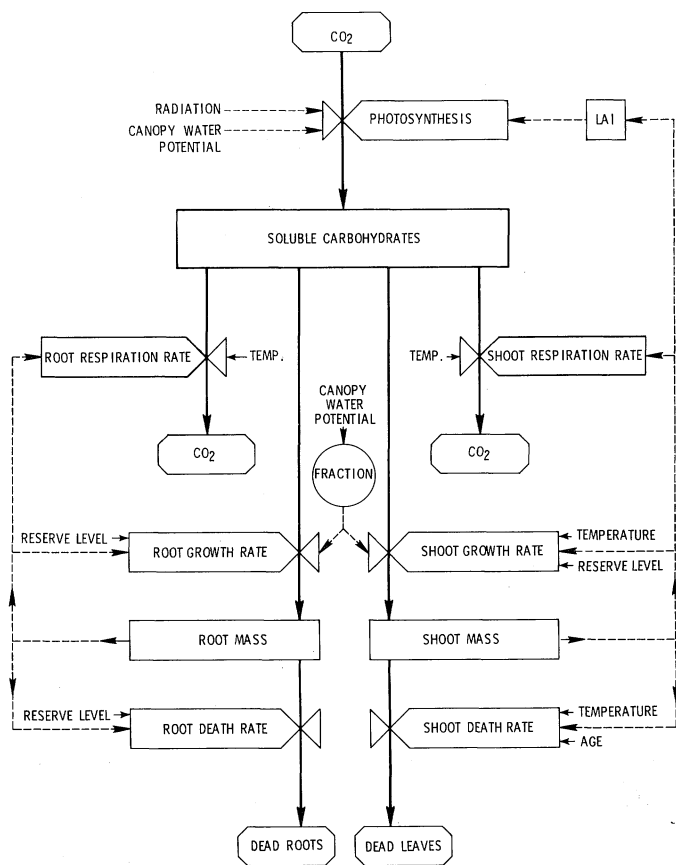 CO2
RADIATION
CANOPY WATER
POTENTIAL
PHOTOSYNTHESIS
LAI
SOLUBLE CARBOHYDRATES
ROOT RESPIRATION RATE
TEMP.
TEMP.
SHOOT RESPIRATION RATE
CANOPY
WATER
POTENTIAL
CO2
CO2
FRACTION
RESERVE LEVEL
ROOT GROWTH RATE
SHOOT GROWTH RATE
TEMPERATURE
RESERVE LEVEL
ROOT MASS
SHOOT MASS
RESERVE LEVEL
ROOT DEATH RATE
SHOOT DEATH RATE
TEMPERATURE
AGE
DEAD ROOTS
DEAD LEAVES